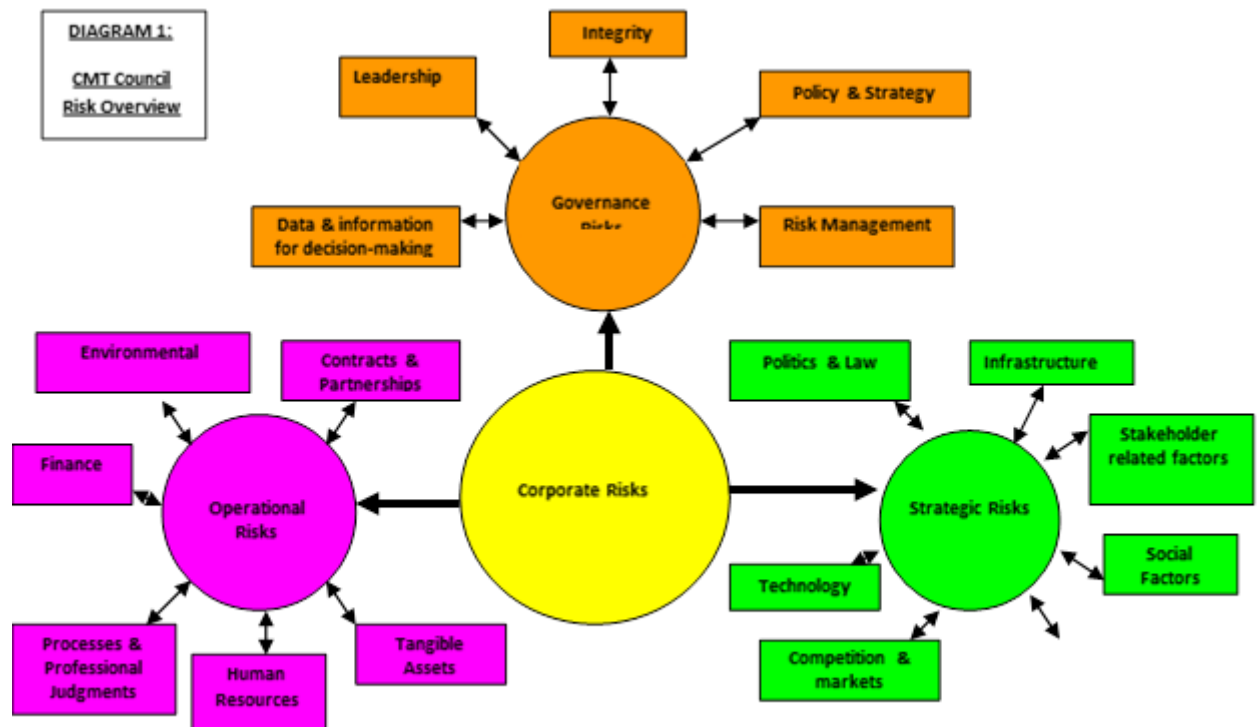 DIAGRAM 1:
CMT Council
Risk Overview
Integrity
Leadership
Policy & Strategy
Governance
Risks
Data & information
for decision-making
Risk Management
Environmental
Contracts &
Partnerships
Politics & Law
Infrastructure
Stakeholder
related factors
Finance
Corporate Risks
Operational
Risks
Strategic Risks
Technology
Social
Factors
Processes &
Professional
Judgments
Human
Resources
Tangible
Assets
Competition &
markets